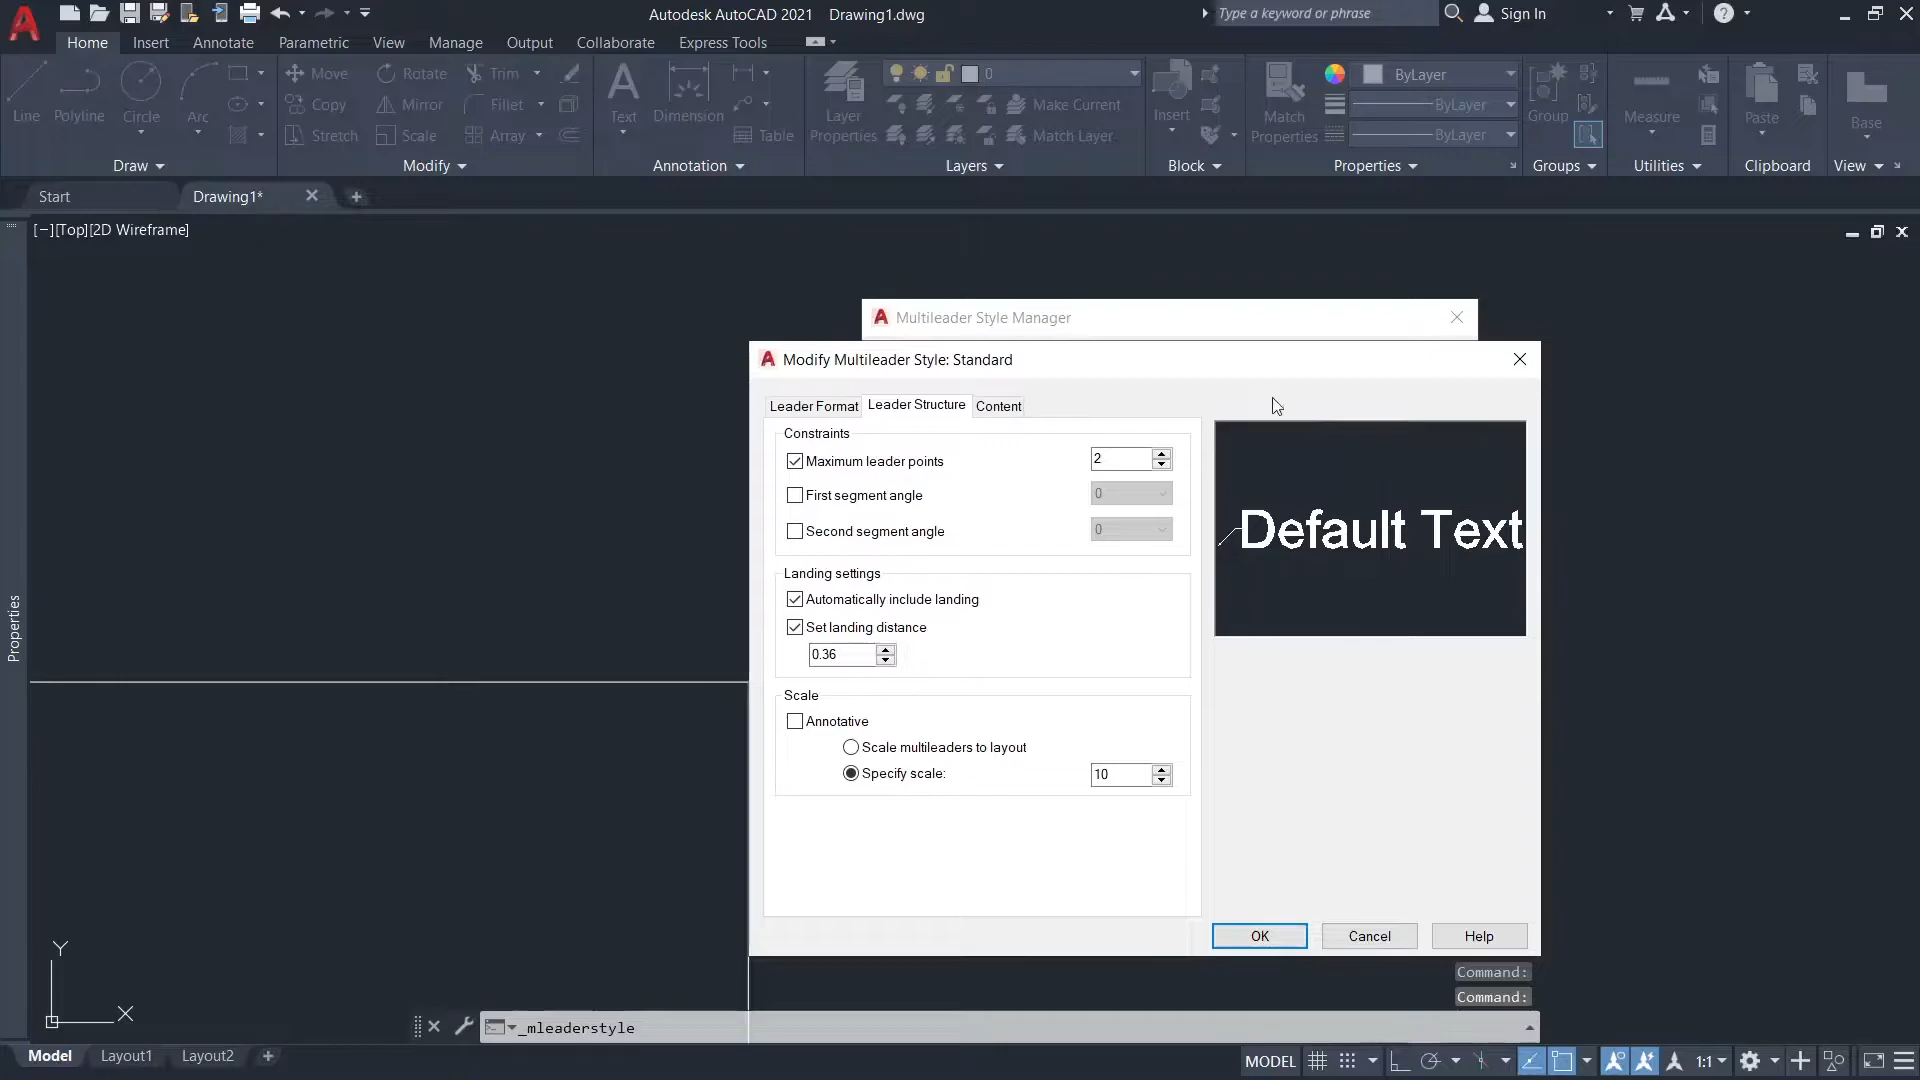 Autodesk AutoCAD 2021 Drawing1.dwg
Type a keyword or phrase
Sign In
Home Insert Annotate Parametric View Manage Output Collaborate Express Tools
Line Polyline Circle Arc
Move Rotate Trim
Copy Mirror Fillet
Stretch Scale Array
Text Dimension Table
Layer Properties
0
Make Current
Match Layer
Insert
Match Properties
ByLayer
ByLayer
ByLayer
Group
Measure
Paste
Base
Draw Modify Annotation Layers Block Properties Groups Utilities Clipboard View
Start Drawing1*
[−][Top][2D Wireframe]
Properties
Multileader Style Manager
Modify Multileader Style: Standard
Leader Format Leader Structure Content
Constraints
Maximum leader points 2
First segment angle 0
Second segment angle 0
Landing settings
Automatically include landing
Set landing distance
0.36
Scale
Annotative
Scale multileaders to layout
Specify scale: 10
Default Text
OK Cancel Help
Command:
Command:
Y
X
_mleaderstyle
Model Layout1 Layout2
MODEL 1:1